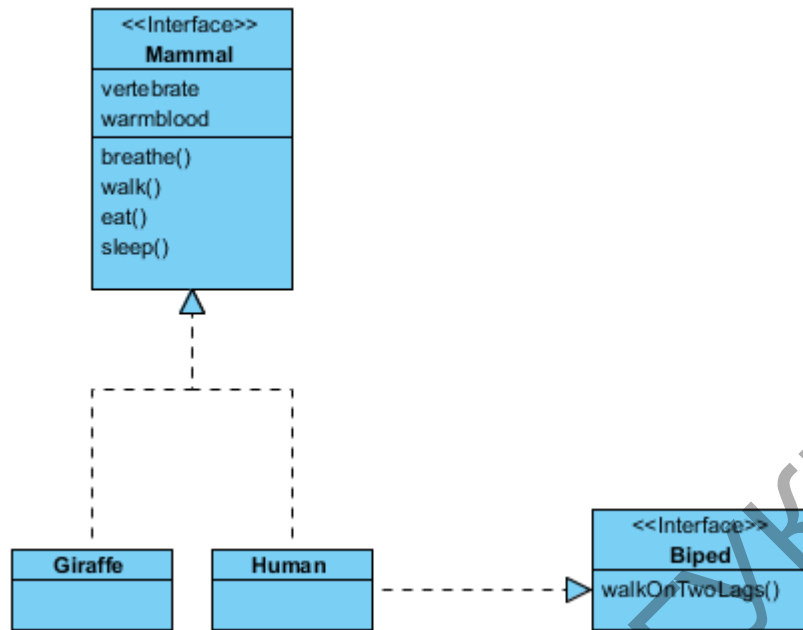 <<Interface>>
Mammal
vertebrate
warmblood
breathe()
walk()
eat()
sleep()
Giraffe
Human
<<Interface>>
Biped
walkOnTwoLags()